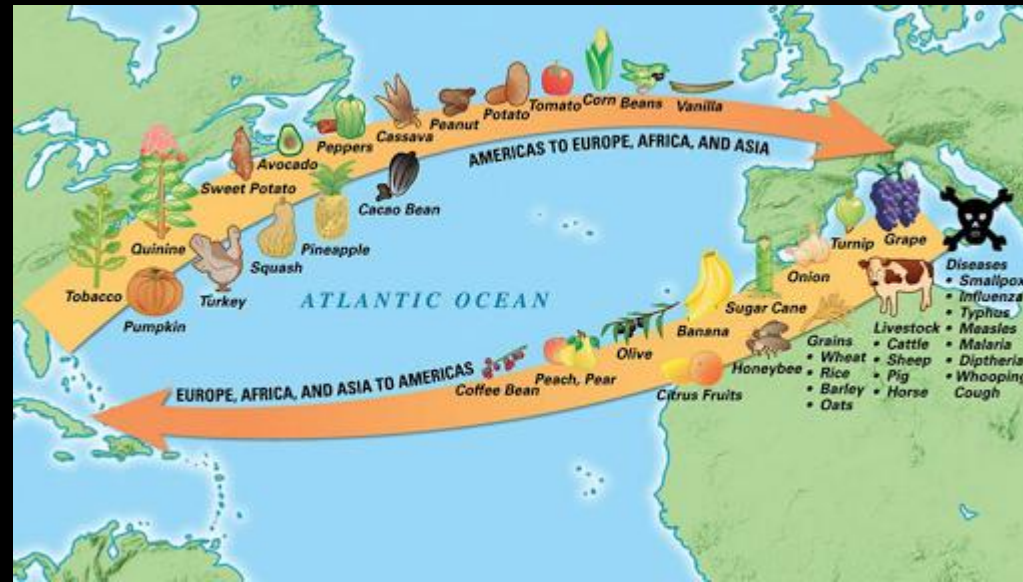 Tobacco
Quinine
Pumpkin
Turkey
Sweet Potato
Squash
Avocado
Pineapple
Peppers
Cassava
Cacao Bean
Peanut
Potato
Tomato
Corn
Beans
Vanilla
AMERICAS TO EUROPE, AFRICA, AND ASIA
ATLANTIC OCEAN
EUROPE, AFRICA, AND ASIA TO AMERICAS
Coffee Bean
Peach, Pear
Olive
Citrus Fruits
Banana
Honeybee
Sugar Cane
Onion
Turnip
Grape
Grains
• Wheat
• Rice
• Barley
• Oats
Livestock
• Cattle
• Sheep
• Pig
• Horse
Diseases
• Smallpox
• Influenza
• Typhus
• Measles
• Malaria
• Diptheria
• Whooping
Cough